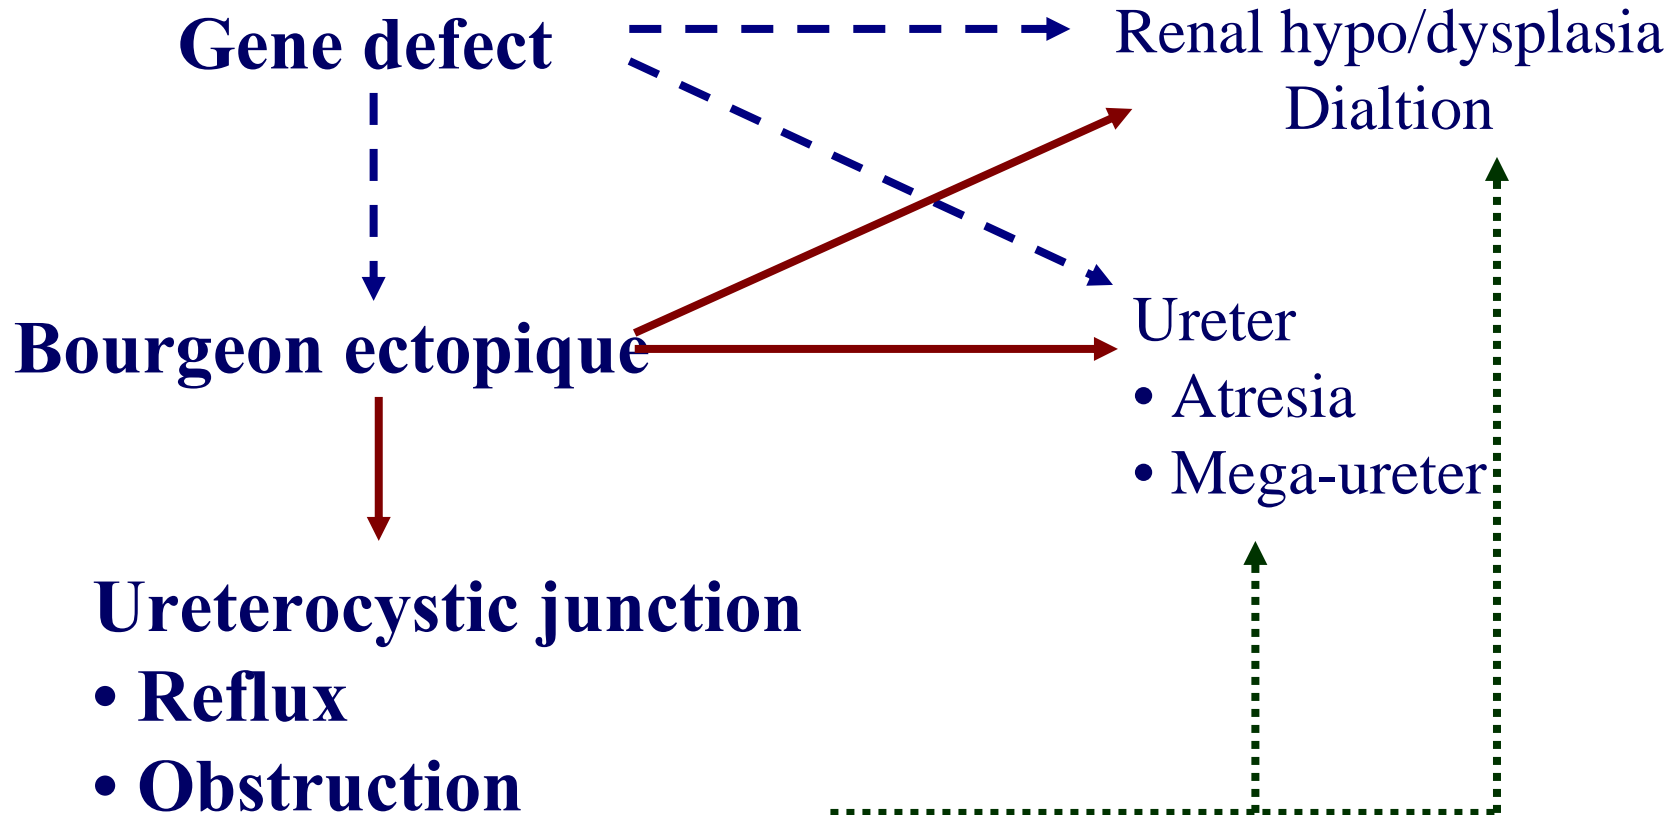 Gene defect
Renal hypo/dysplasia
Dialtion
Bourgeon ectopique
Ureter
• Atresia
• Mega-ureter
Ureterocystic junction
• Reflux
• Obstruction